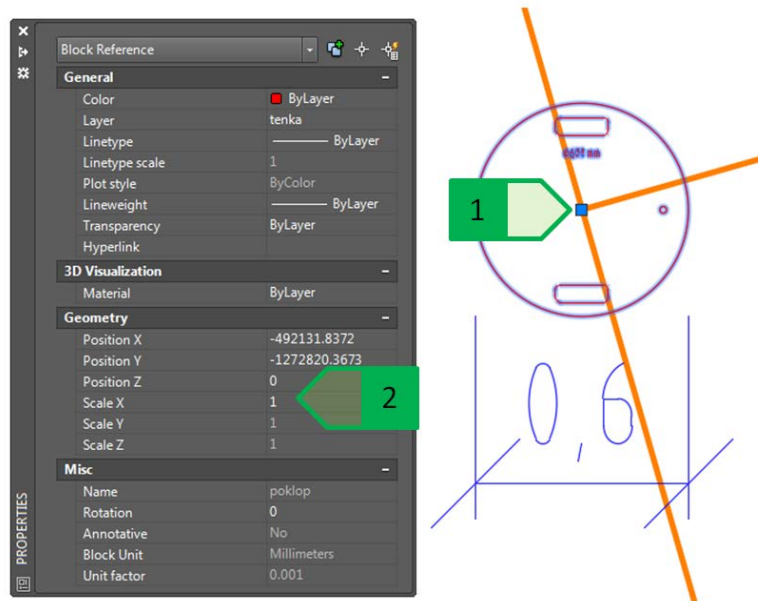 Block Reference
General
Color ByLayer
Layer tenka
Linetype ByLayer
Linetype scale 1
Plot style ByColor
Lineweight ByLayer
Transparency ByLayer
Hyperlink
3D Visualization
Material ByLayer
Geometry
Position X -492131.8372
Position Y -1272820.3673
Position Z 0
Scale X 1
Scale Y 1
Scale Z 1
Misc
Name poklop
Rotation 0
Annotative No
Block Unit Millimeters
Unit factor 0.001
PROPERTIES
1
2
0,6